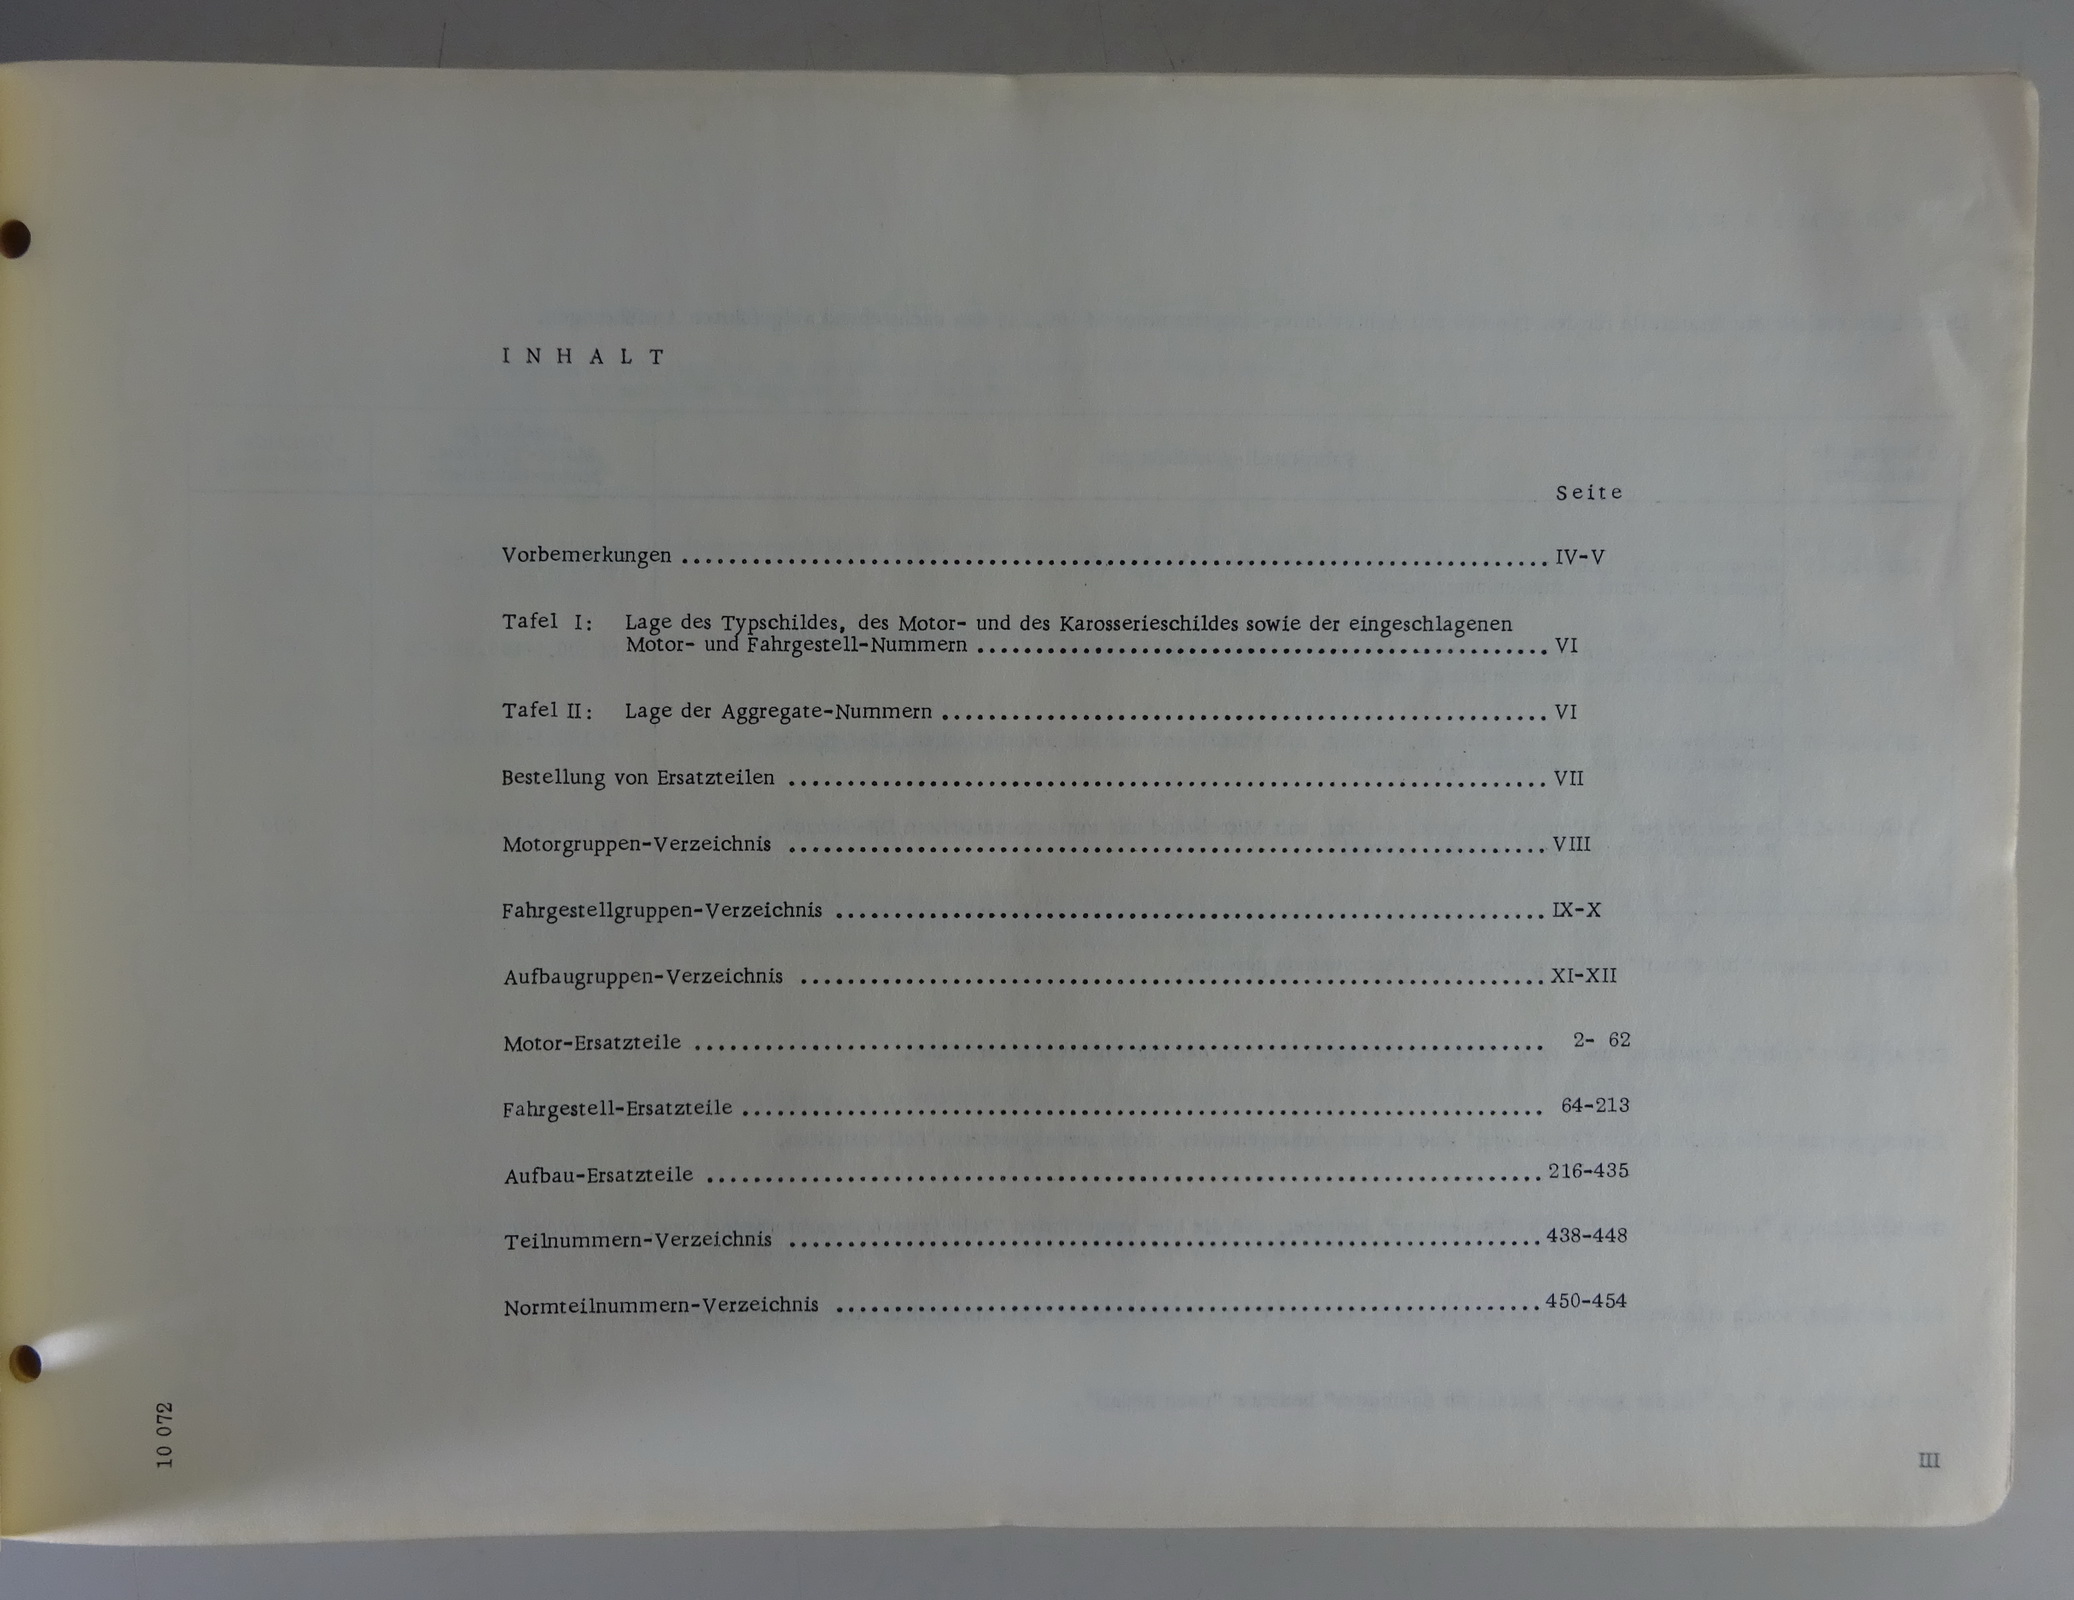 INHALT
Seite
Vorbemerkungen ........ IV-V
Tafel I: Lage des Typschildes, des Motor- und des Karosserieschildes sowie der eingeschlagenen
Motor- und Fahrgestell-Nummern ........ VI
Tafel II: Lage der Aggregate-Nummern ........ VI
Bestellung von Ersatzteilen ........ VII
Motorgruppen-Verzeichnis ........ VIII
Fahrgestellgruppen-Verzeichnis ........ IX-X
Aufbaugruppen-Verzeichnis ........ XI-XII
Motor-Ersatzteile ........ 2- 62
Fahrgestell-Ersatzteile ........ 64-213
Aufbau-Ersatzteile ........ 216-435
Teilnummern-Verzeichnis ........ 438-448
Normteilnummern-Verzeichnis ........ 450-454
10 072
III